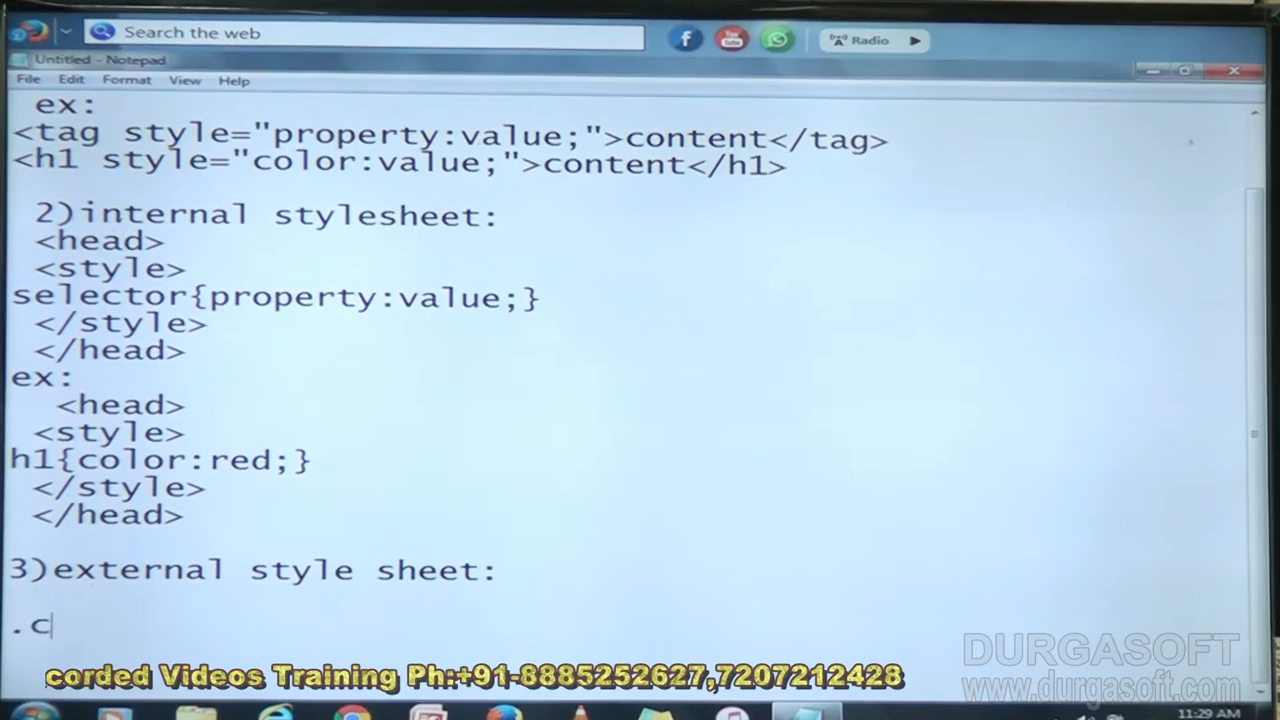 Search the web
Radio
Untitled - Notepad
File Edit Format View Help
ex:
<tag style="property:value;">content</tag>
<h1 style="color:value;">content</h1>
2)internal stylesheet:
<head>
<style>
selector{property:value;}
</style>
</head>
ex:
<head>
<style>
h1{color:red;}
</style>
</head>
3)external style sheet:
.c
DURGASOFT
corded Videos Training Ph:+91-8885252627,7207212428
www.durgasoft.com
11:29 AM